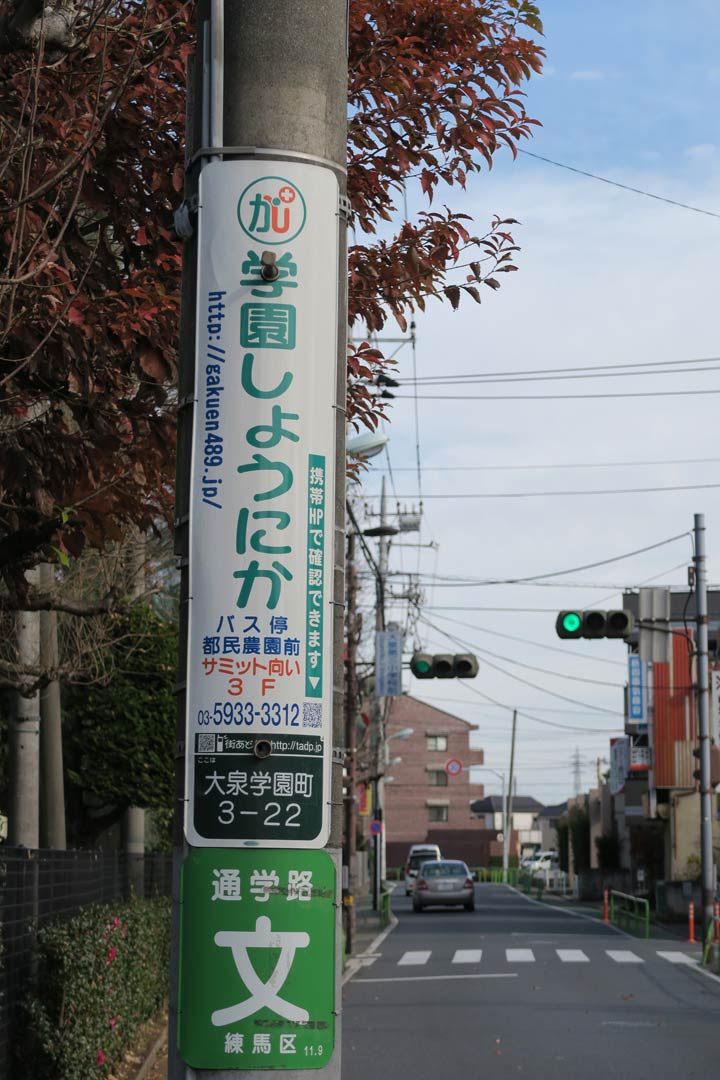 がU
学園しょうにか
http://gakuen489.jp/
携帯HPで確認できます▼
バス停
都民農園前
サミット向い
3F
03-5933-3312
街あど http://tadp.jp
ここは
大泉学園町
3-22
通学路
文
練馬区 11.9